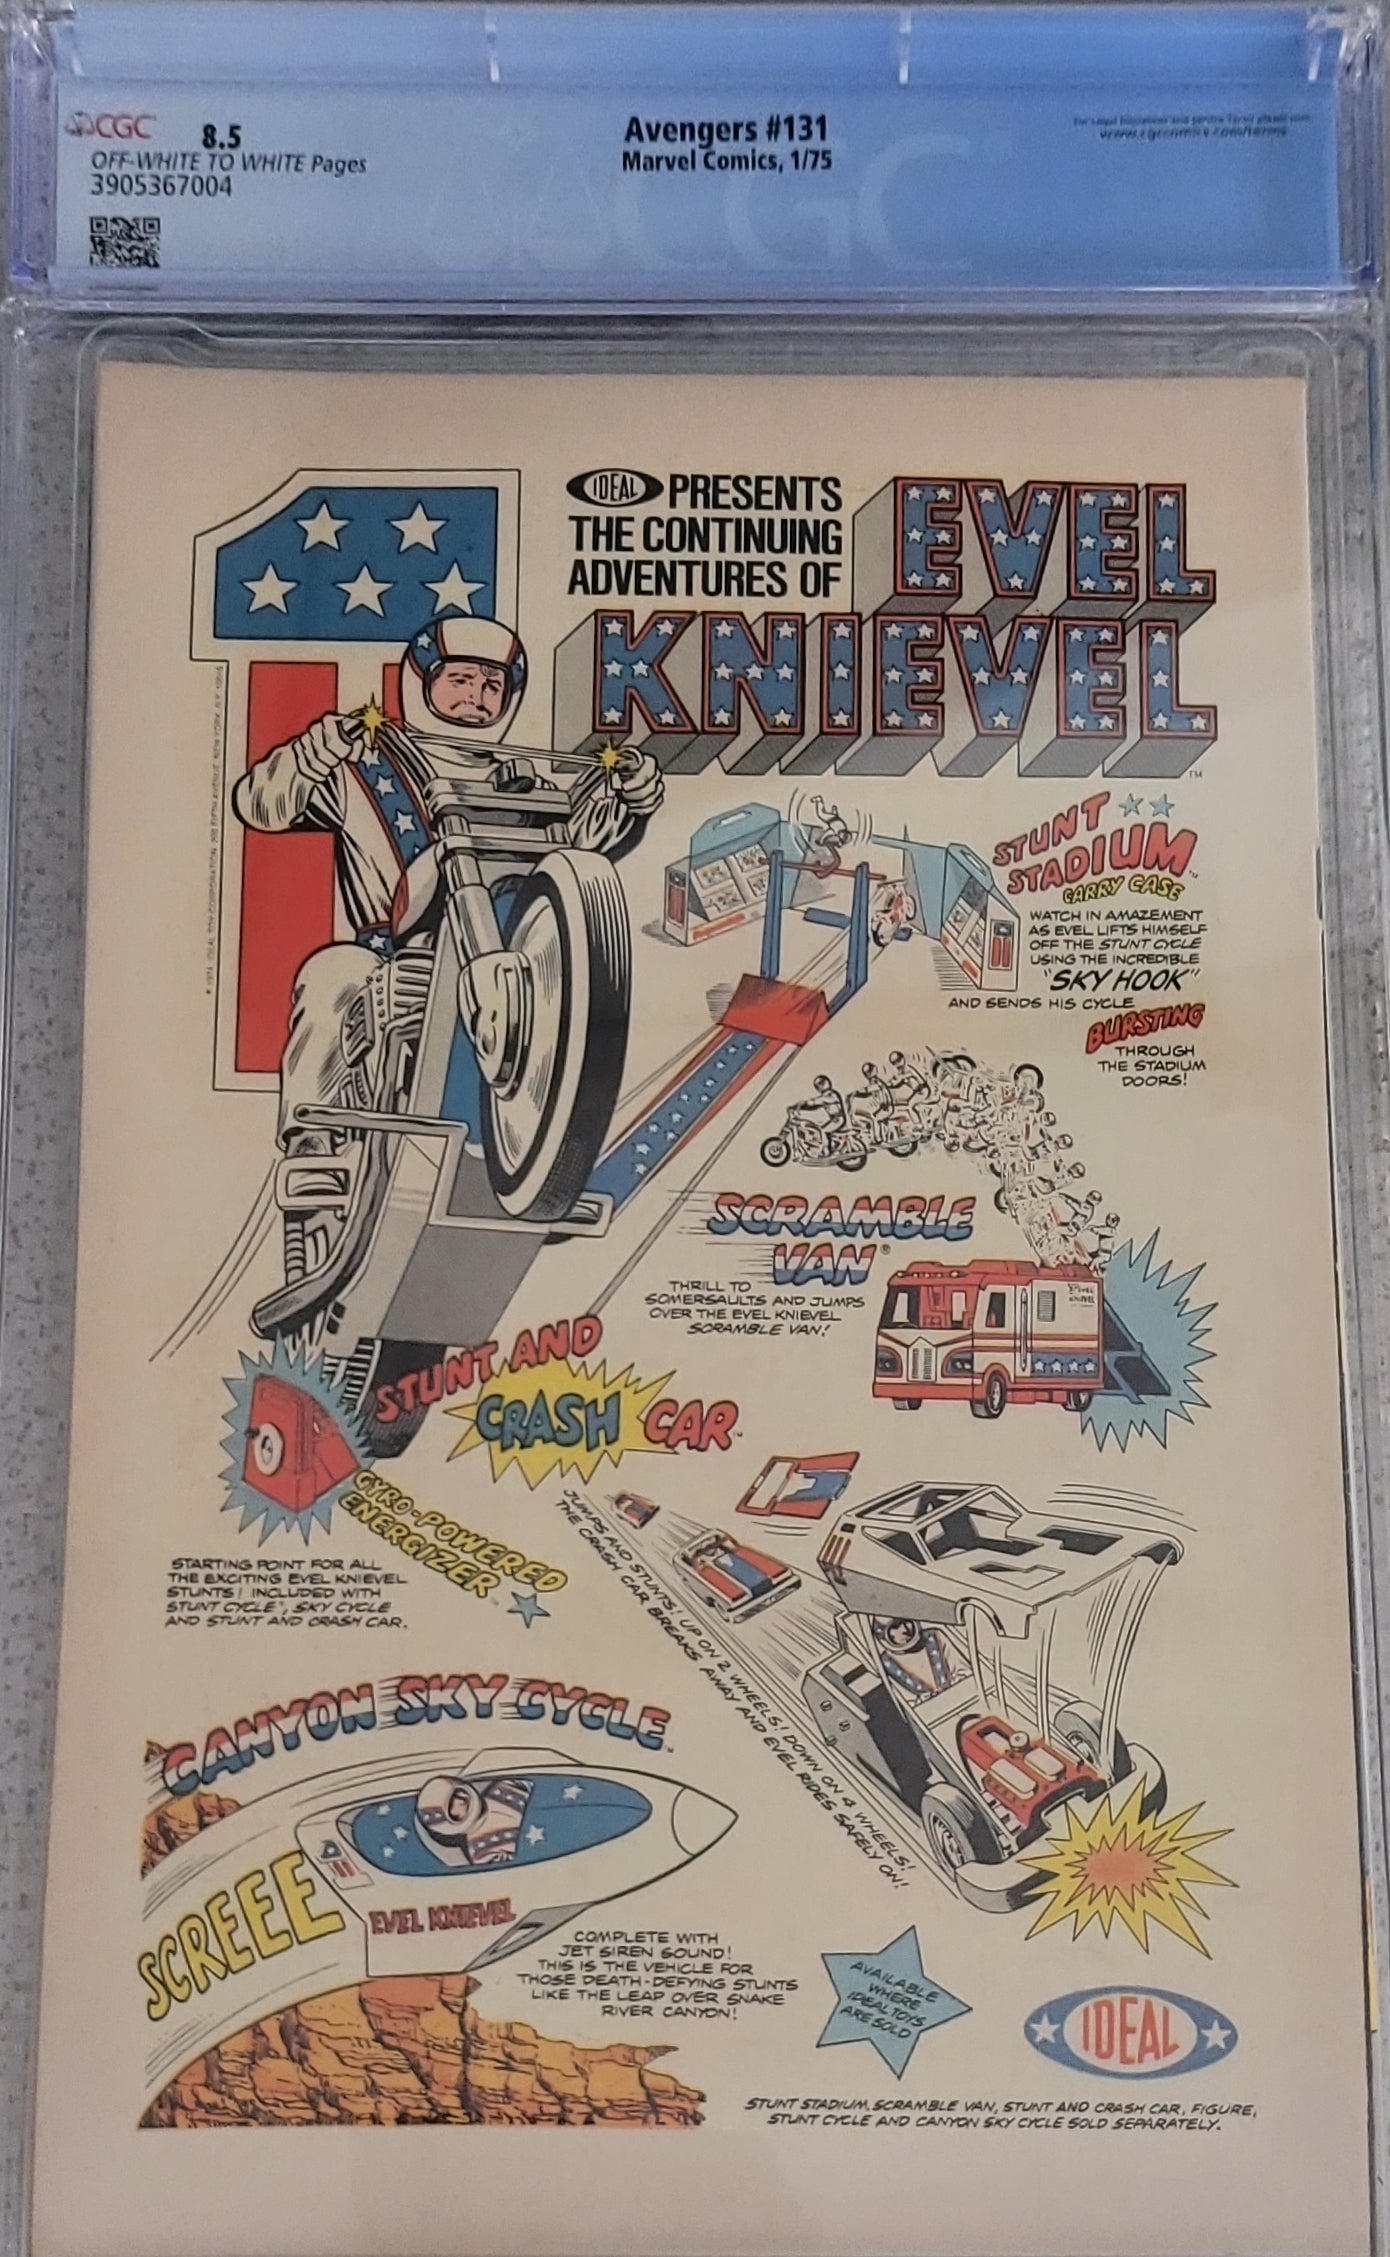 CGC 8.5
OFF-WHITE TO WHITE Pages
3905367004
Avengers #131
Marvel Comics, 1/75
www.cgccomics.com/terms
CGC
IDEAL PRESENTS
THE CONTINUING
ADVENTURES OF
EVEL
KNIEVEL
TM
STUNT
STADIUM
CARRY CASE
WATCH IN AMAZEMENT
AS EVEL LIFTS HIMSELF
OFF THE STUNT CYCLE
USING THE INCREDIBLE
"SKY HOOK"
AND SENDS HIS CYCLE
BURSTING
THROUGH
THE STADIUM
DOORS!
SCRAMBLE
VAN®
THRILL TO
SOMERSAULTS AND JUMPS
OVER THE EVEL KNIEVEL
SCRAMBLE VAN!
EVEL
KNIEVEL
STUNT AND
CRASH CAR
JUMPS AND STUNTS! UP ON 2 WHEELS! DOWN ON 4 WHEELS!
THE CRASH CAR BREAKS AWAY AND EVEL RIDES SAFELY ON!
GYRO-POWERED
ENERGIZER
STARTING POINT FOR ALL
THE EXCITING EVEL KNIEVEL
STUNTS! INCLUDED WITH
STUNT CYCLE®, SKY CYCLE
AND STUNT AND CRASH CAR.
CANYON SKY CYCLE
SCREEE
EVEL KNIEVEL
COMPLETE WITH
JET SIREN SOUND!
THIS IS THE VEHICLE FOR
THOSE DEATH-DEFYING STUNTS
LIKE THE LEAP OVER SNAKE
RIVER CANYON!
AVAILABLE
WHERE
IDEAL TOYS
ARE SOLD
IDEAL
STUNT STADIUM, SCRAMBLE VAN, STUNT AND CRASH CAR, FIGURE,
STUNT CYCLE AND CANYON SKY CYCLE SOLD SEPARATELY.